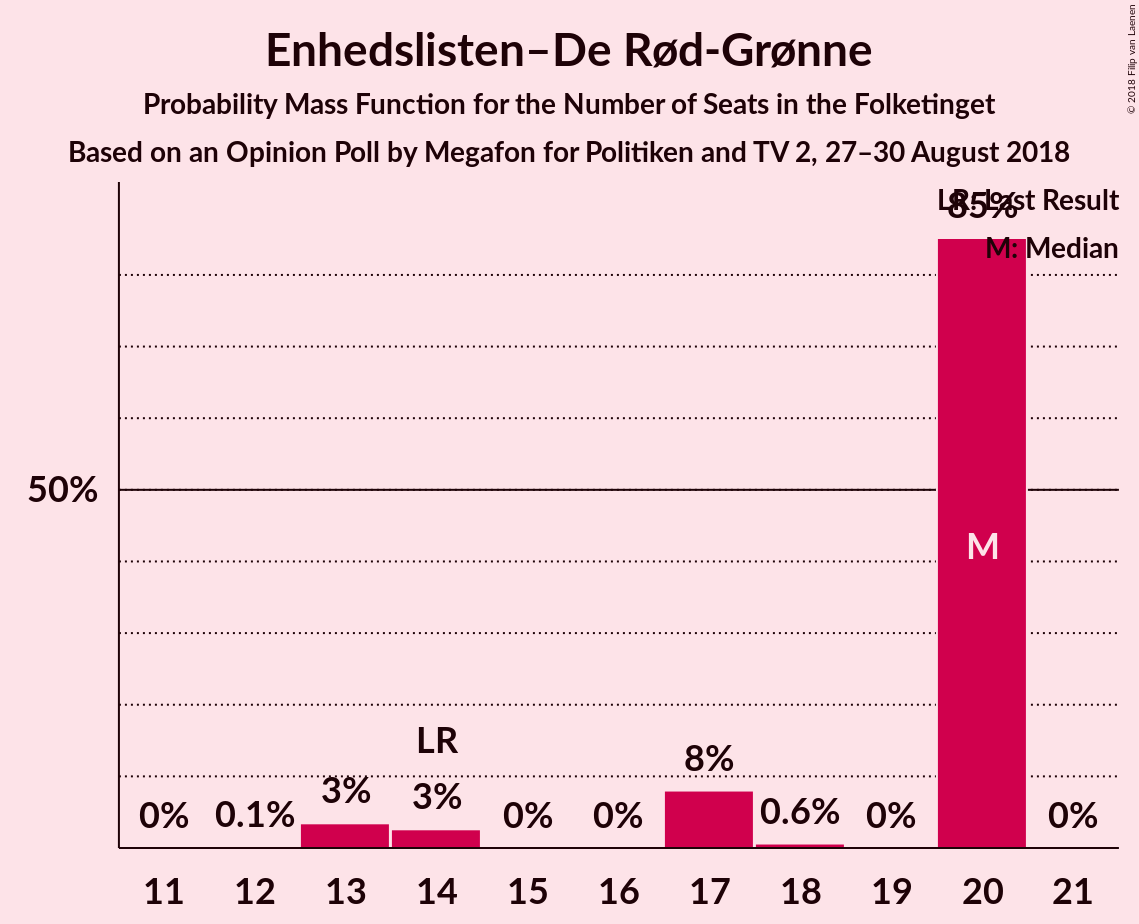 Enhedslisten–De Rød-Grønne
Probability Mass Function for the Number of Seats in the Folketinget
Based on an Opinion Poll by Megafon for Politiken and TV 2, 27–30 August 2018
© 2018 Filip van Laenen
LR: Last Result
M: Median
85%
50%
M
LR
0% 0.1% 3% 3% 0% 0% 8% 0.6% 0% 0%
11 12 13 14 15 16 17 18 19 20 21